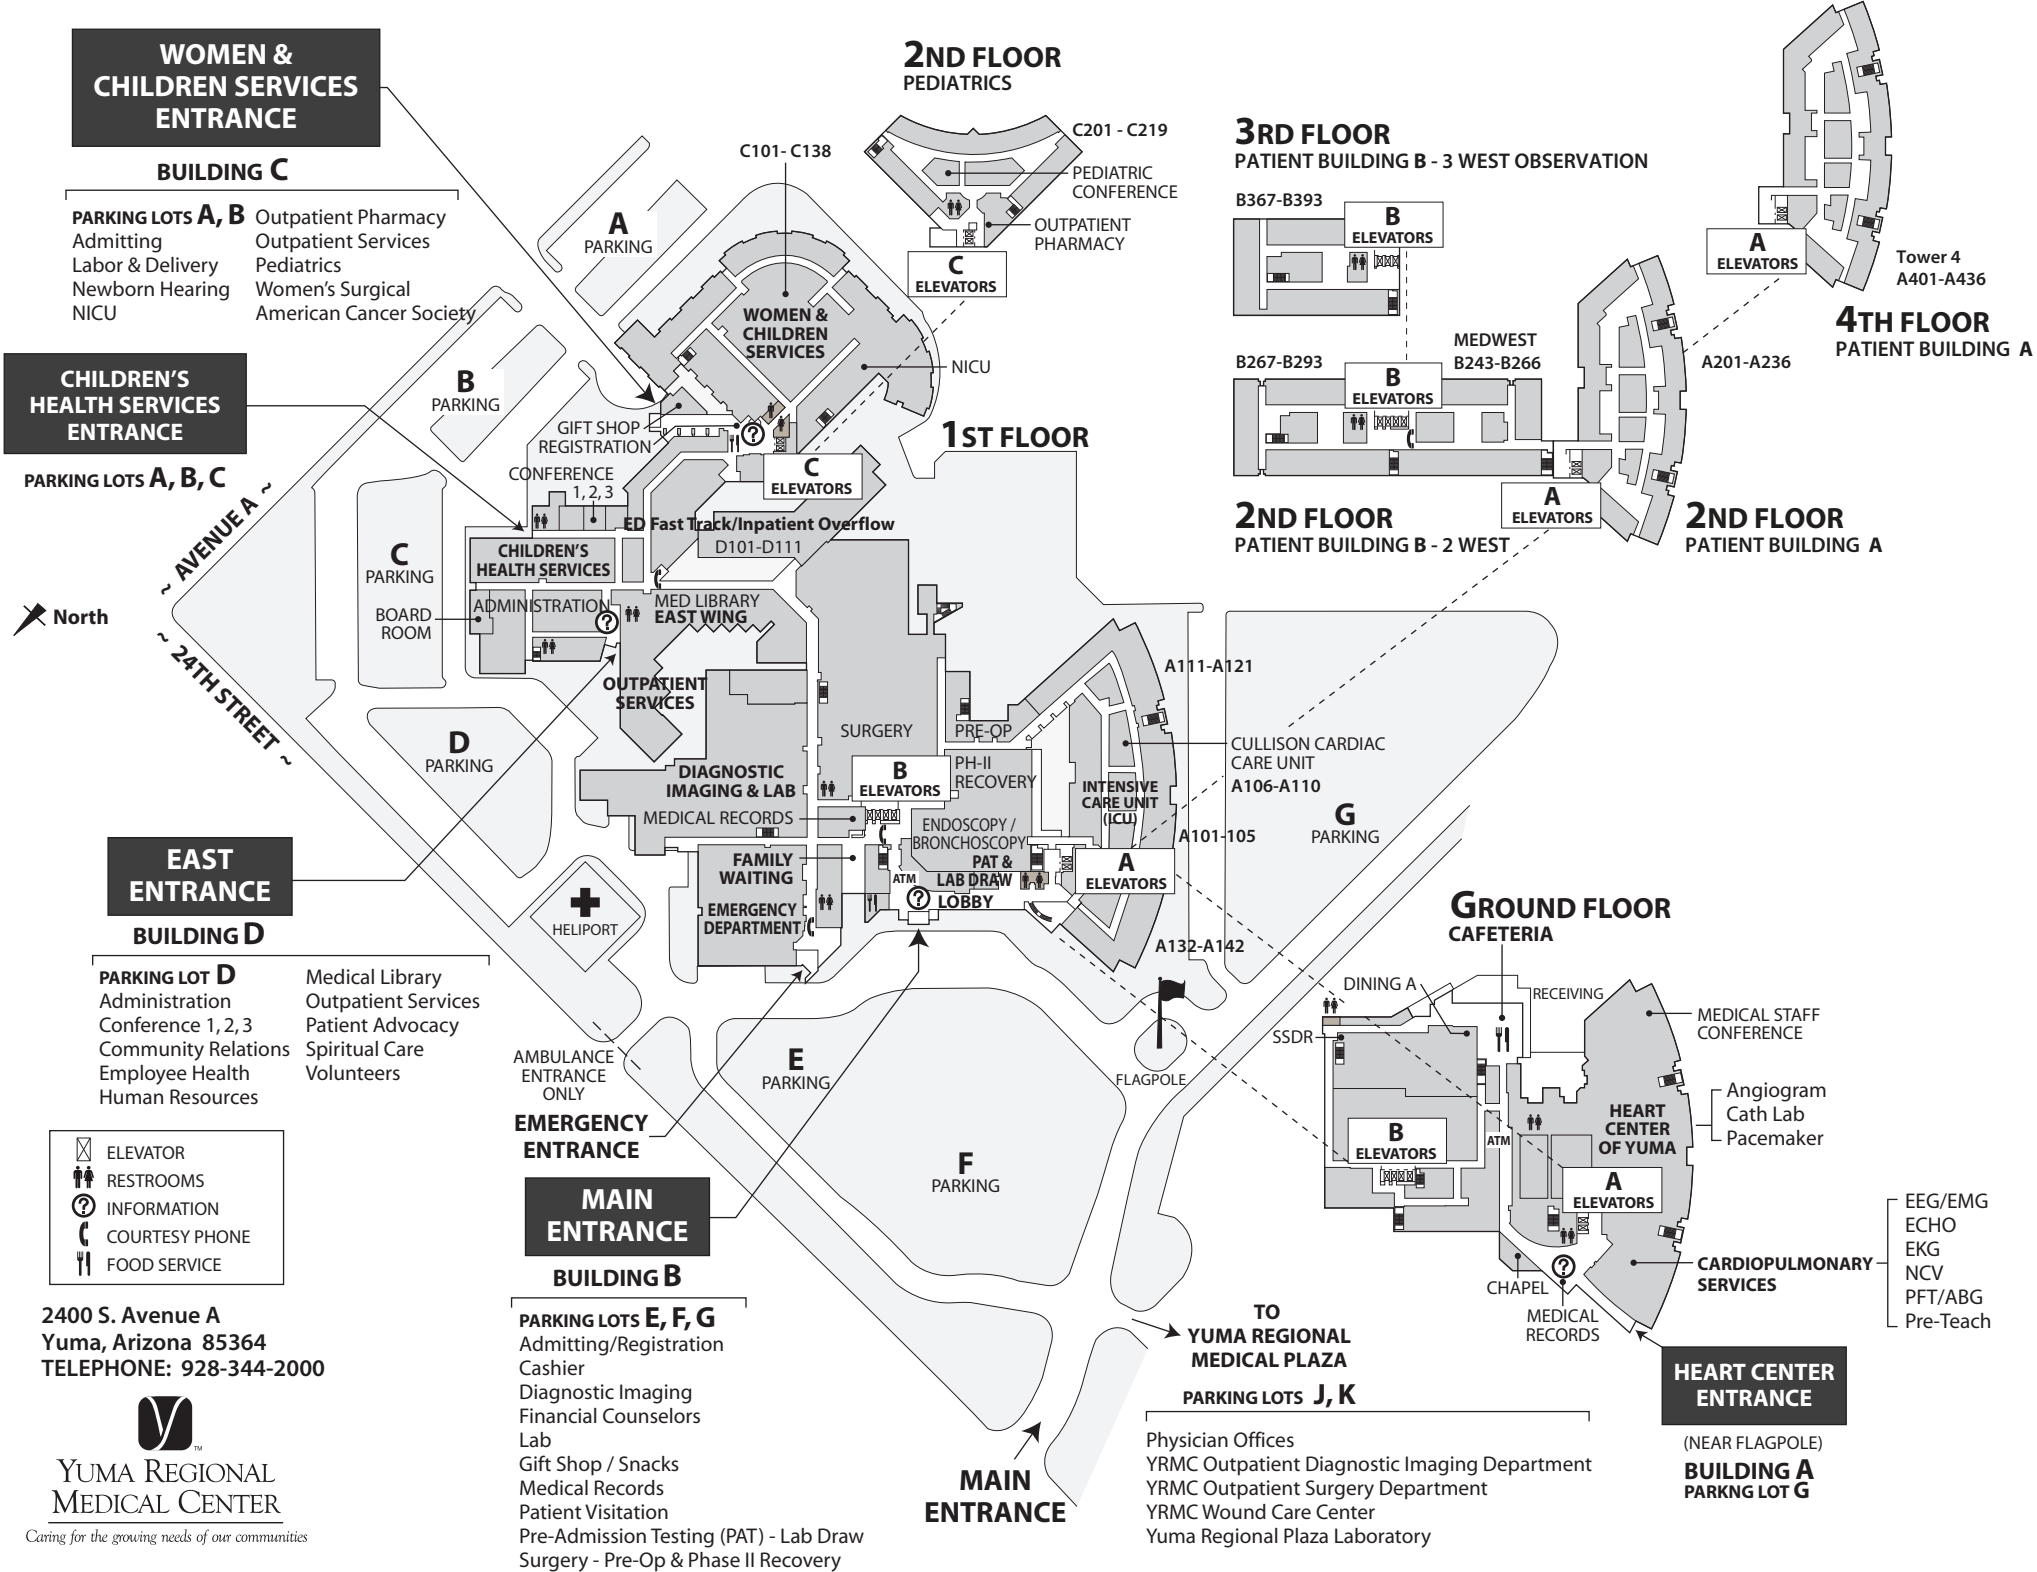 WOMEN &
CHILDREN SERVICES
ENTRANCE
BUILDING C
PARKING LOTS A, B
Admitting
Labor & Delivery
Newborn Hearing
NICU
Outpatient Pharmacy
Outpatient Services
Pediatrics
Women's Surgical
American Cancer Society
CHILDREN'S
HEALTH SERVICES
ENTRANCE
PARKING LOTS A, B, C
~ AVENUE A ~
~ 24TH STREET ~
North
A
PARKING
B
PARKING
C
PARKING
D
PARKING
2ND FLOOR
PEDIATRICS
C201 - C219
PEDIATRIC
CONFERENCE
OUTPATIENT
PHARMACY
C
ELEVATORS
C101- C138
WOMEN &
CHILDREN
SERVICES
NICU
GIFT SHOP
REGISTRATION
CONFERENCE
1, 2, 3
C
ELEVATORS
1ST FLOOR
ED Fast Track/Inpatient Overflow
D101-D111
CHILDREN'S
HEALTH SERVICES
ADMINISTRATION
BOARD
ROOM
MED LIBRARY
EAST WING
OUTPATIENT
SERVICES
SURGERY
PRE-OP
PH-II
RECOVERY
B
ELEVATORS
DIAGNOSTIC
IMAGING & LAB
MEDICAL RECORDS
ENDOSCOPY /
BRONCHOSCOPY
PAT &
LAB DRAW
FAMILY
WAITING
ATM
LOBBY
EMERGENCY
DEPARTMENT
INTENSIVE
CARE UNIT
(ICU)
A
ELEVATORS
A111-A121
CULLISON CARDIAC
CARE UNIT
A106-A110
A101-105
A132-A142
G
PARKING
3RD FLOOR
PATIENT BUILDING B - 3 WEST OBSERVATION
B367-B393
B
ELEVATORS
B267-B293
B
ELEVATORS
MEDWEST
B243-B266
2ND FLOOR
PATIENT BUILDING B - 2 WEST
A
ELEVATORS
A201-A236
2ND FLOOR
PATIENT BUILDING A
A
ELEVATORS
Tower 4
A401-A436
4TH FLOOR
PATIENT BUILDING A
EAST
ENTRANCE
BUILDING D
PARKING LOT D
Administration
Conference 1, 2, 3
Community Relations
Employee Health
Human Resources
Medical Library
Outpatient Services
Patient Advocacy
Spiritual Care
Volunteers
HELIPORT
AMBULANCE
ENTRANCE
ONLY
EMERGENCY
ENTRANCE
E
PARKING
F
PARKING
FLAGPOLE
GROUND FLOOR
CAFETERIA
DINING A
RECEIVING
SSDR
MEDICAL STAFF
CONFERENCE
HEART
CENTER
OF YUMA
Angiogram
Cath Lab
Pacemaker
B
ELEVATORS
ATM
A
ELEVATORS
CARDIOPULMONARY
SERVICES
EEG/EMG
ECHO
EKG
NCV
PFT/ABG
Pre-Teach
CHAPEL
MEDICAL
RECORDS
HEART CENTER
ENTRANCE
(NEAR FLAGPOLE)
BUILDING A
PARKNG LOT G
ELEVATOR
RESTROOMS
INFORMATION
COURTESY PHONE
FOOD SERVICE
2400 S. Avenue A
Yuma, Arizona 85364
TELEPHONE: 928-344-2000
TM
YUMA REGIONAL
MEDICAL CENTER
Caring for the growing needs of our communities
MAIN
ENTRANCE
BUILDING B
PARKING LOTS E, F, G
Admitting/Registration
Cashier
Diagnostic Imaging
Financial Counselors
Lab
Gift Shop / Snacks
Medical Records
Patient Visitation
Pre-Admission Testing (PAT) - Lab Draw
Surgery - Pre-Op & Phase II Recovery
MAIN
ENTRANCE
TO
YUMA REGIONAL
MEDICAL PLAZA
PARKING LOTS J, K
Physician Offices
YRMC Outpatient Diagnostic Imaging Department
YRMC Outpatient Surgery Department
YRMC Wound Care Center
Yuma Regional Plaza Laboratory